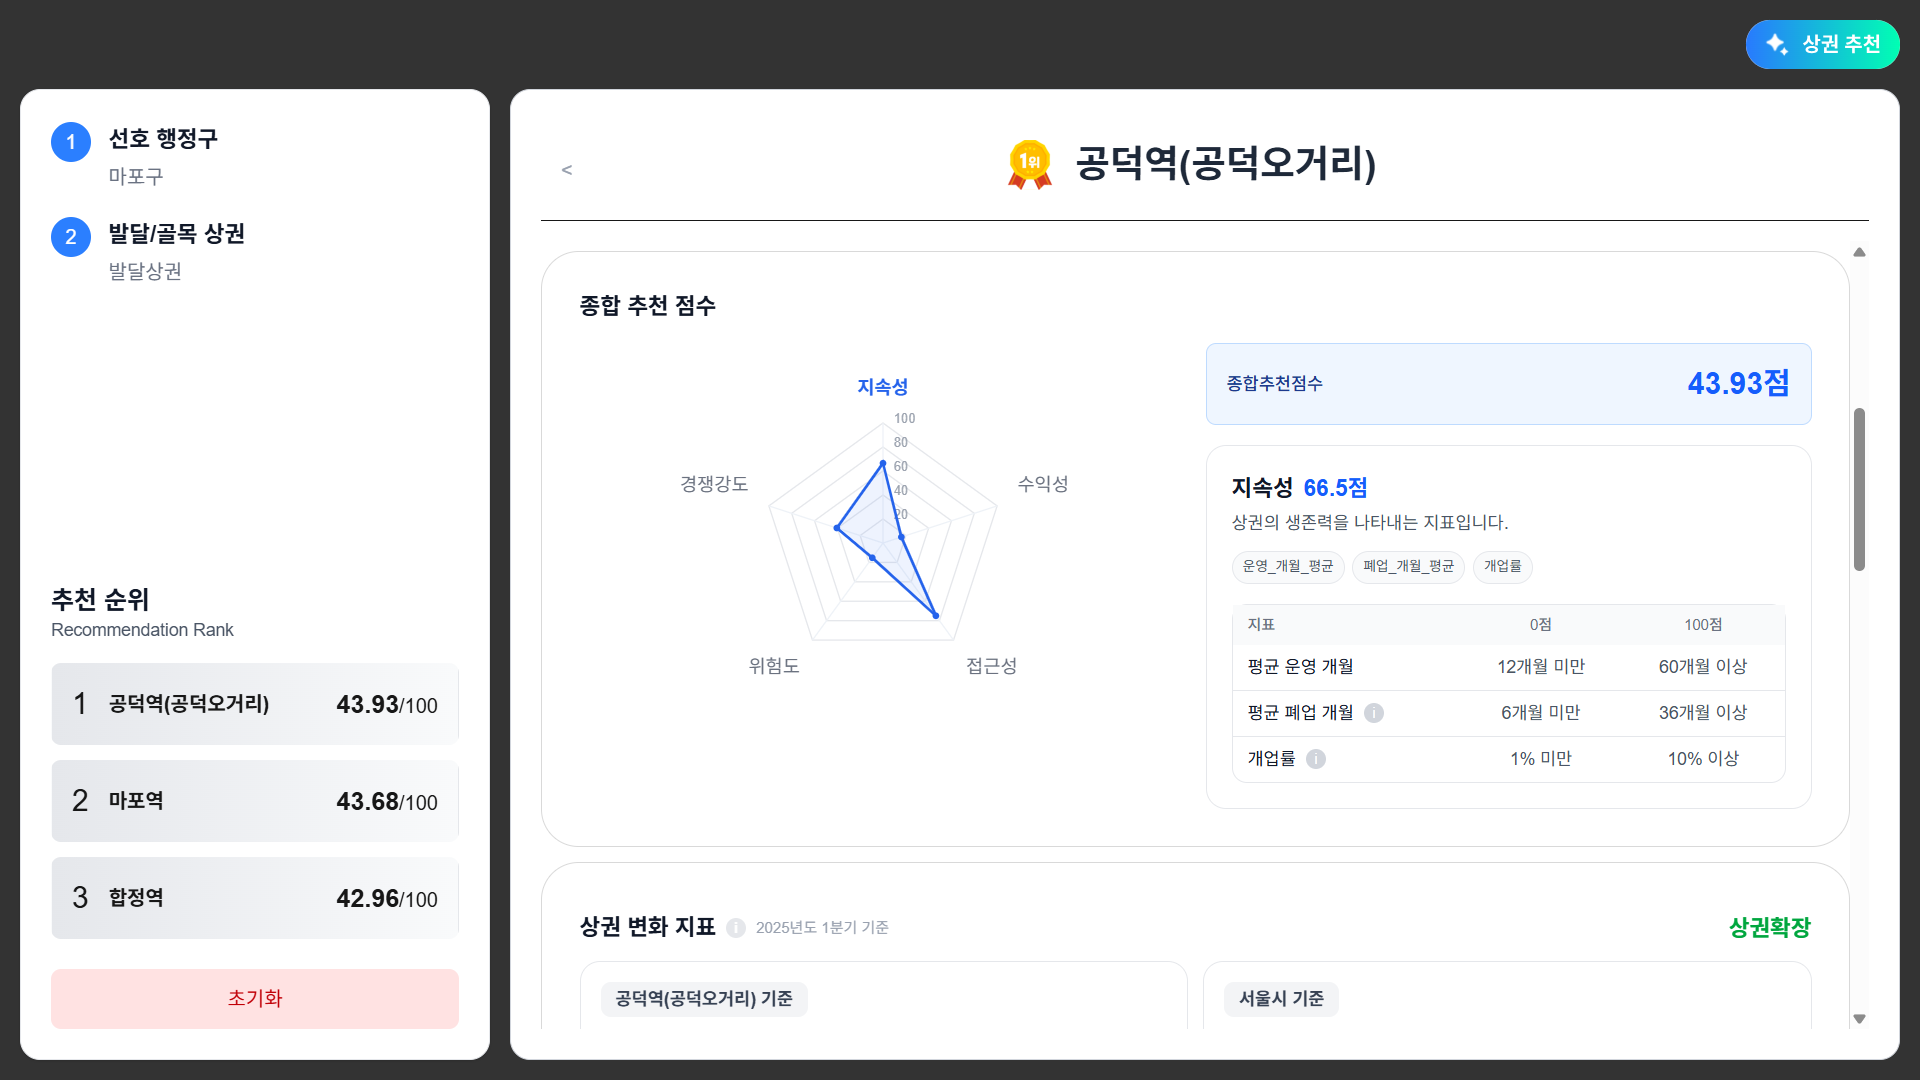 상권 추천
1 선호 행정구
마포구
2 발달/골목 상권
발달상권
추천 순위
Recommendation Rank
1 공덕역(공덕오거리) 43.93/100
2 마포역 43.68/100
3 합정역 42.96/100
초기화
< 1위 공덕역(공덕오거리)
종합 추천 점수
지속성
100
80
60
40
20
경쟁강도
수익성
위험도
접근성
종합추천점수 43.93점
지속성 66.5점
상권의 생존력을 나타내는 지표입니다.
운영_개월_평균 폐업_개월_평균 개업률
지표 0점 100점
평균 운영 개월 12개월 미만 60개월 이상
평균 폐업 개월 i 6개월 미만 36개월 이상
개업률 i 1% 미만 10% 이상
상권 변화 지표 i 2025년도 1분기 기준 상권확장
공덕역(공덕오거리) 기준
서울시 기준